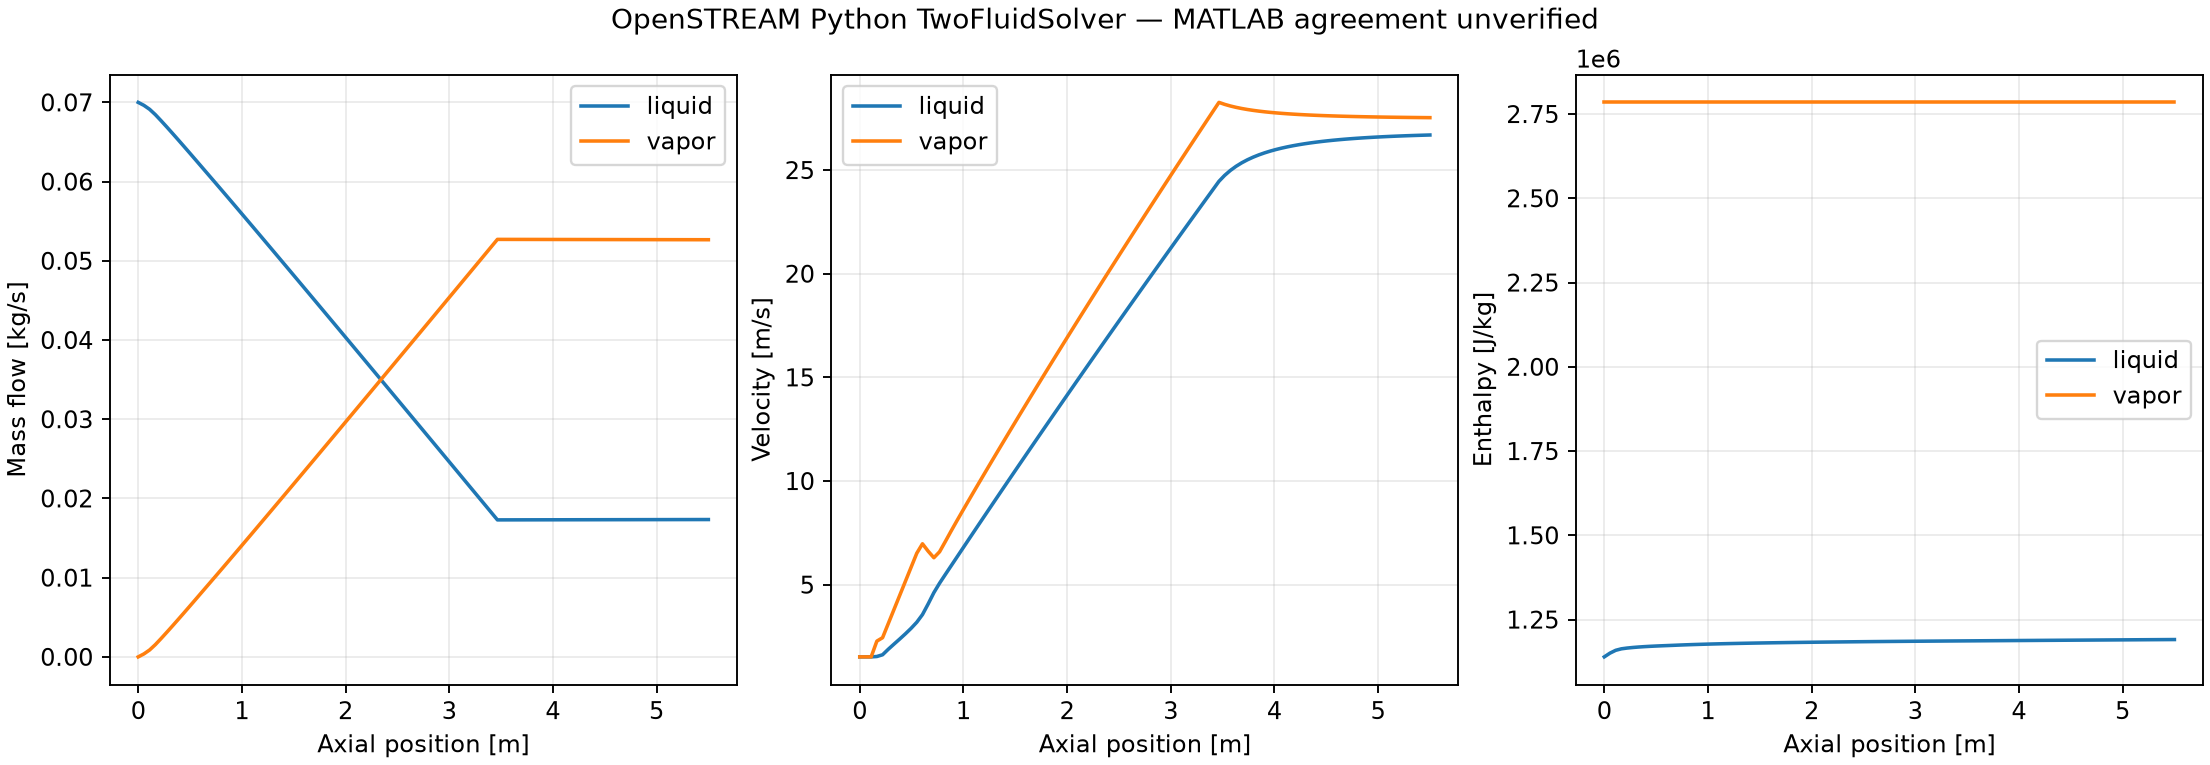 OpenSTREAM Python TwoFluidSolver — MATLAB agreement unverified
Mass flow [kg/s]
0.07
0.06
0.05
0.04
0.03
0.02
0.01
0.00
liquid
vapor
0 1 2 3 4 5
Axial position [m]
Velocity [m/s]
25
20
15
10
5
liquid
vapor
0 1 2 3 4 5
Axial position [m]
1e6
Enthalpy [J/kg]
2.75
2.50
2.25
2.00
1.75
1.50
1.25
liquid
vapor
0 1 2 3 4 5
Axial position [m]